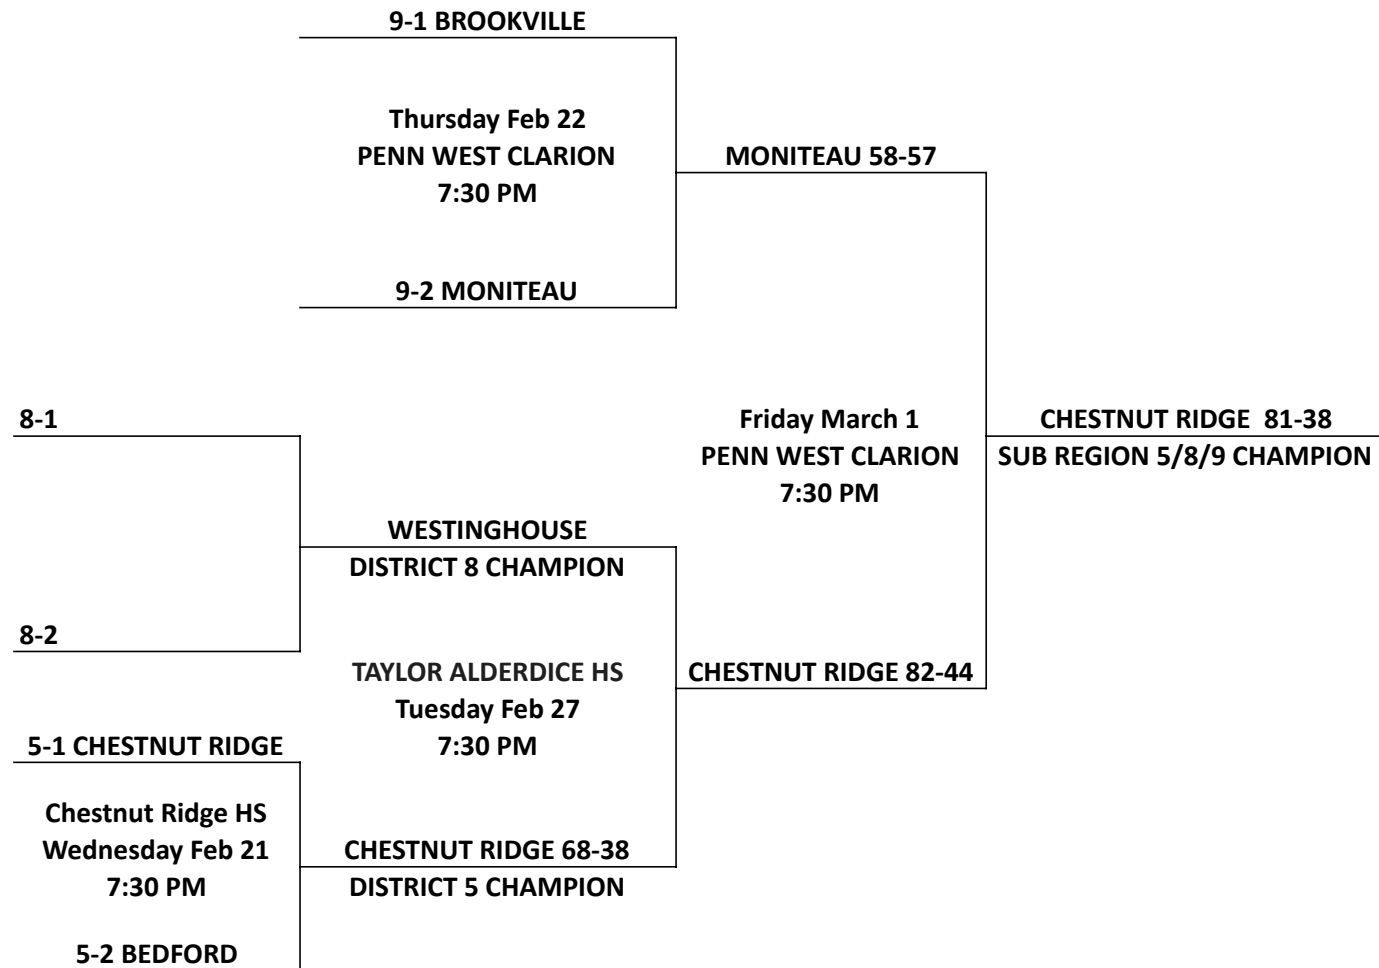 9-1 BROOKVILLE
Thursday Feb 22
PENN WEST CLARION
7:30 PM
MONITEAU 58-57
9-2 MONITEAU
8-1
Friday March 1
PENN WEST CLARION
7:30 PM
CHESTNUT RIDGE 81-38
SUB REGION 5/8/9 CHAMPION
WESTINGHOUSE
DISTRICT 8 CHAMPION
8-2
TAYLOR ALDERDICE HS
Tuesday Feb 27
7:30 PM
CHESTNUT RIDGE 82-44
5-1 CHESTNUT RIDGE
Chestnut Ridge HS
Wednesday Feb 21
7:30 PM
CHESTNUT RIDGE 68-38
DISTRICT 5 CHAMPION
5-2 BEDFORD